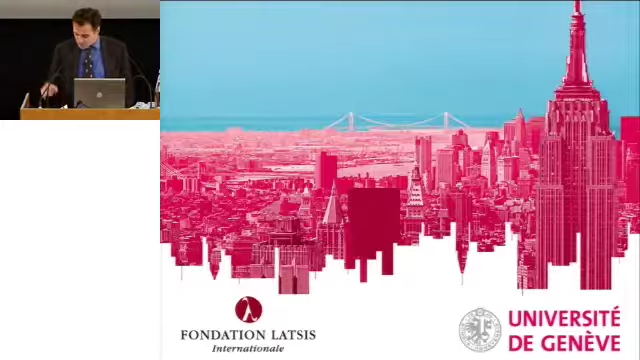 FONDATION LATSIS
Internationale
UNIVERSITÉ
DE GENÈVE